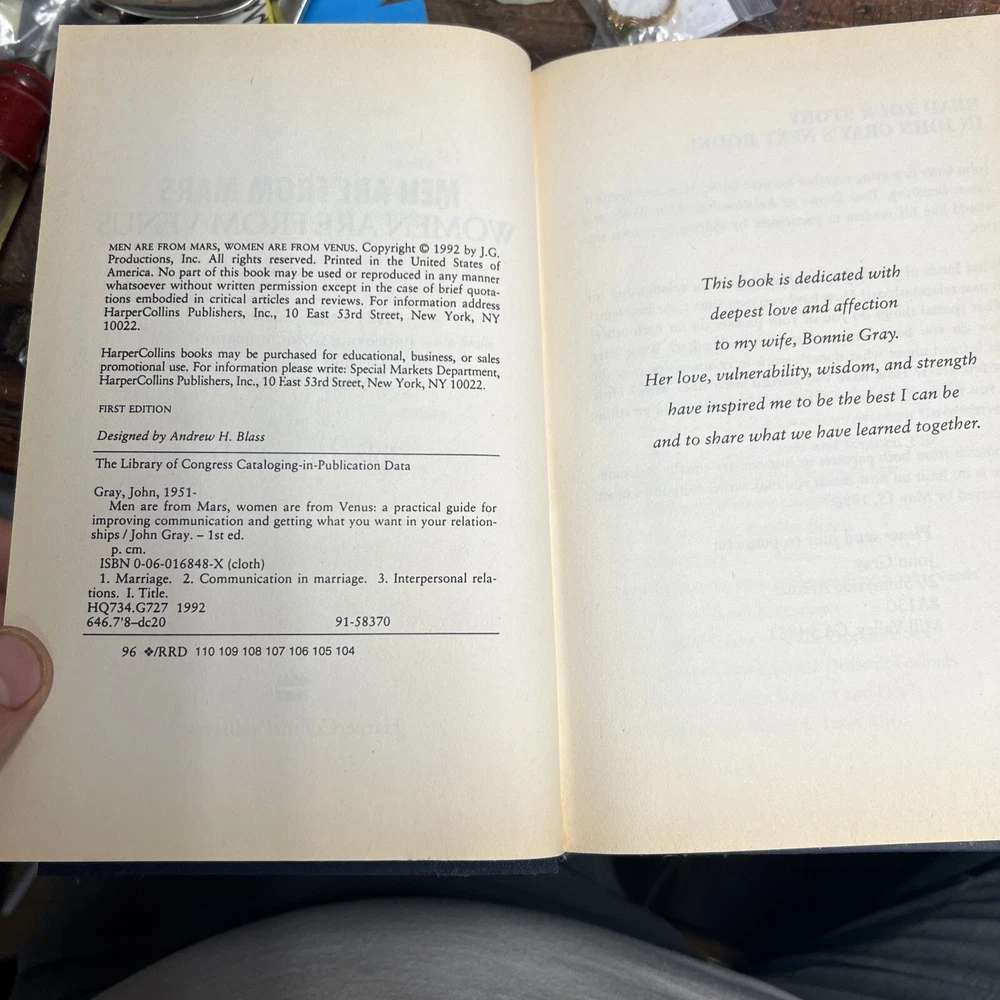 MEN ARE FROM MARS, WOMEN ARE FROM VENUS. Copyright © 1992 by J.G.
Productions, Inc. All rights reserved. Printed in the United States of
America. No part of this book may be used or reproduced in any manner
whatsoever without written permission except in the case of brief quota-
tions embodied in critical articles and reviews. For information address
HarperCollins Publishers, Inc., 10 East 53rd Street, New York, NY
10022.
HarperCollins books may be purchased for educational, business, or sales
promotional use. For information please write: Special Markets Department,
HarperCollins Publishers, Inc., 10 East 53rd Street, New York, NY 10022.
FIRST EDITION
Designed by Andrew H. Blass
The Library of Congress Cataloging-in-Publication Data
Gray, John, 1951-
Men are from Mars, women are from Venus: a practical guide for
improving communication and getting what you want in your relation-
ships / John Gray. – 1st ed.
p. cm.
ISBN 0-06-016848-X (cloth)
1. Marriage. 2. Communication in marriage. 3. Interpersonal rela-
tions. I. Title.
HQ734.G727 1992
646.7'8–dc20 91-58370
96 ❖/RRD 110 109 108 107 106 105 104
This book is dedicated with
deepest love and affection
to my wife, Bonnie Gray.
Her love, vulnerability, wisdom, and strength
have inspired me to be the best I can be
and to share what we have learned together.